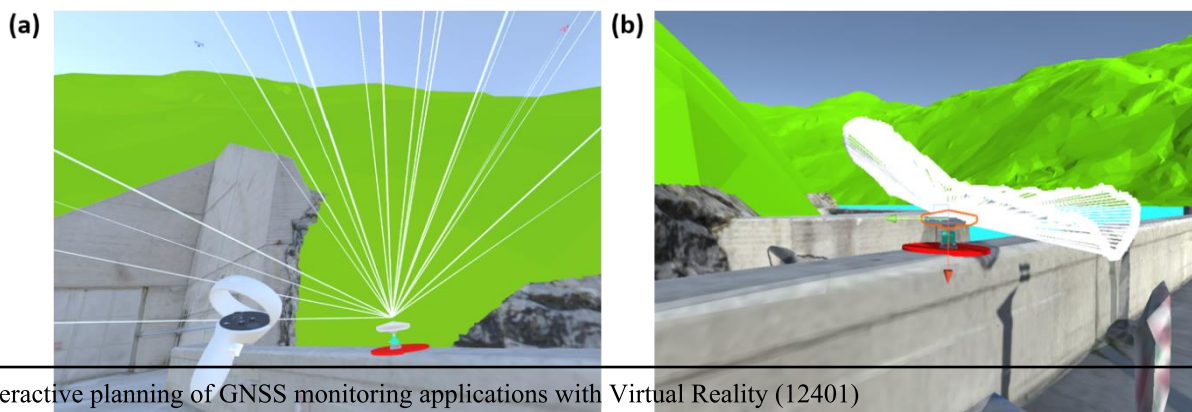 (a)
(b)
eractive planning of GNSS monitoring applications with Virtual Reality (12401)